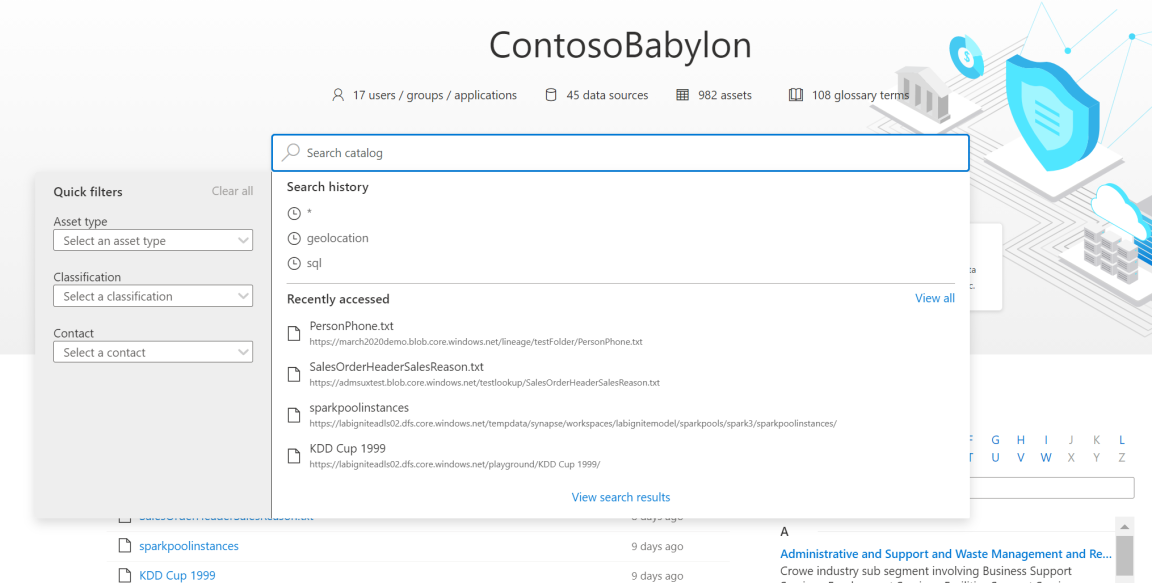 ContosoBabylon
17 users / groups / applications
45 data sources
982 assets
108 glossary terms
Search catalog
Quick filters
Clear all
Asset type
Select an asset type
Classification
Select a classification
Contact
Select a contact
Search history
*
geolocation
sql
Recently accessed
View all
PersonPhone.txt
https://march2020demo.blob.core.windows.net/lineage/testFolder/PersonPhone.txt
SalesOrderHeaderSalesReason.txt
https://admsuxtest.blob.core.windows.net/testlookup/SalesOrderHeaderSalesReason.txt
sparkpoolinstances
https://labigniteadls02.dfs.core.windows.net/tempdata/synapse/workspaces/labignitemodel/sparkpools/spark3/sparkpoolinstances/
KDD Cup 1999
https://labigniteadls02.dfs.core.windows.net/playground/KDD Cup 1999/
View search results
F G H I J K L
T U V W X Y Z
sparkpoolinstances
9 days ago
KDD Cup 1999
9 days ago
A
Administrative and Support and Waste Management and Re...
Crowe industry sub segment involving Business Support